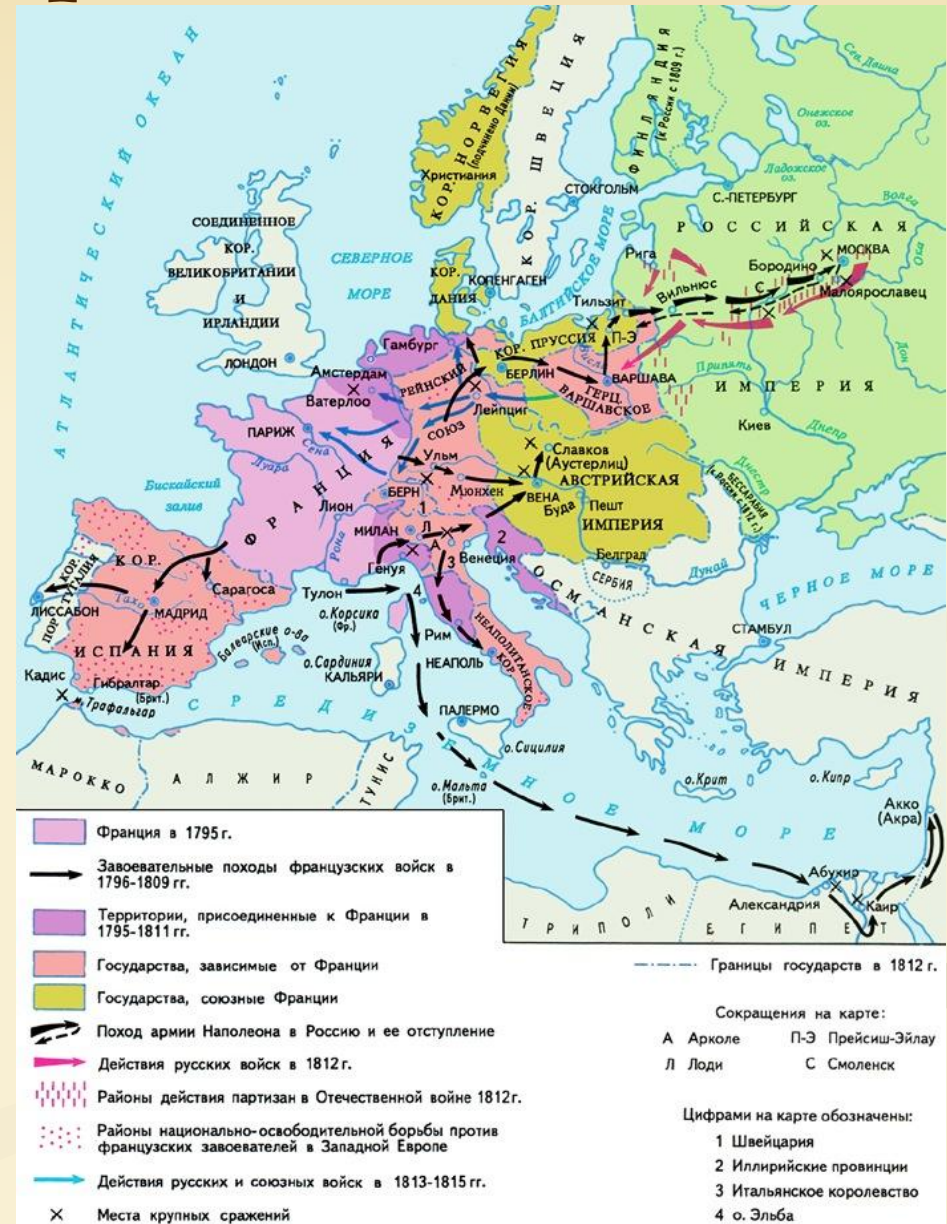 АТЛАНТИЧЕСКИЙ ОКЕАН
СОЕДИНЕННОЕ
КОР.
ВЕЛИКОБРИТАНИИ
И
ИРЛАНДИИ
ЛОНДОН
СЕВЕРНОЕ
МОРЕ
КОР. НОРВЕГИЯ
(подчинено Дании)
Христиания
КОР. ШВЕЦИЯ
СТОКГОЛЬМ
ФИНЛЯНДИЯ
(к России с 1809 г.)
Сев. Двина
Онежское
оз.
Ладожское
оз.
С.-ПЕТЕРБУРГ
Волга
Ока
РОССИЙСКАЯ
ИМПЕРИЯ
МОСКВА
Бородино
Малоярославец
С
Рига
Вильнюс
Тильзит
П-Э
БАЛТИЙСКОЕ МОРЕ
КОР.
ДАНИЯ
КОПЕНГАГЕН
Гамбург
Амстердам
Ватерлоо
РЕЙНСКИЙ
СОЮЗ
КОР. ПРУССИЯ
БЕРЛИН
Висла
ВАРШАВА
ГЕРЦ.
ВАРШАВСКОЕ
Лейпциг
Припять
Киев
Днепр
Дон
Днестр
БЕССАРАБИЯ
(к России с 1812 г.)
ПАРИЖ
Сена
Луара
ФРАНЦИЯ
Бискайский
залив
Лион
Рона
БЕРН
1
Ульм
Мюнхен
Славков
(Аустерлиц)
АВСТРИЙСКАЯ
ИМПЕРИЯ
ВЕНА
Буда
Пешт
МИЛАН
Л
А
Генуя
3
Венеция
2
Белград
СЕРБИЯ
Дунай
ЧЕРНОЕ МОРЕ
СТАМБУЛ
ОСМАНСКАЯ
ИМПЕРИЯ
КОР.
ИСПАНИЯ
КОР.
ПОРТУГАЛИЯ
ЛИССАБОН
Тахо
МАДРИД
Сарагоса
Балеарские о-ва
(Исп.)
Кадис
Гибралтар
(Брит.)
м. Трафальгар
Тулон
4
о. Корсика
(Фр.)
Рим
о. Сардиния
КАЛЬЯРИ
НЕАПОЛЬ
НЕАПОЛИТАНСКОЕ
КОР.
ПАЛЕРМО
о. Сицилия
о. Мальта
(Брит.)
о. Крит
о. Кипр
СРЕДИЗЕМНОЕ МОРЕ
МАРОККО
АЛЖИР
ТУНИС
ТРИПОЛИ
ЕГИПЕТ
Акко
(Акра)
Абукир
Александрия
Каир
Франция в 1795 г.
Завоевательные походы французских войск в
1796-1809 гг.
Территории, присоединенные к Франции в
1795-1811 гг.
Государства, зависимые от Франции
Государства, союзные Франции
Поход армии Наполеона в Россию и ее отступление
Действия русских войск в 1812 г.
Районы действия партизан в Отечественной войне 1812 г.
Районы национально-освободительной борьбы против
французских завоевателей в Западной Европе
Действия русских и союзных войск в 1813-1815 гг.
Места крупных сражений
Границы государств в 1812 г.
Сокращения на карте:
А Арколе
П-Э Прейсиш-Эйлау
Л Лоди
С Смоленск
Цифрами на карте обозначены:
1 Швейцария
2 Иллирийские провинции
3 Итальянское королевство
4 о. Эльба